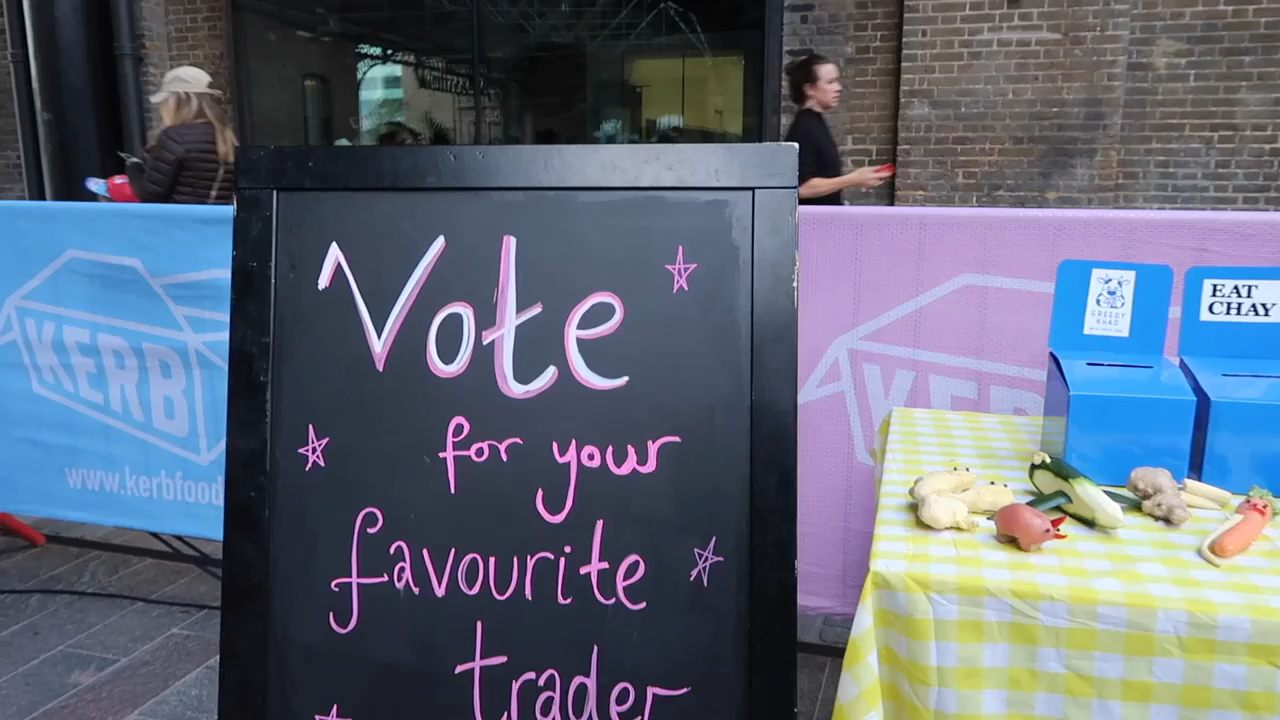 Vote
for your
favourite
trader
KERB
www.kerbfood
KERB
GREEDY
KHAO
EAT
CHAY